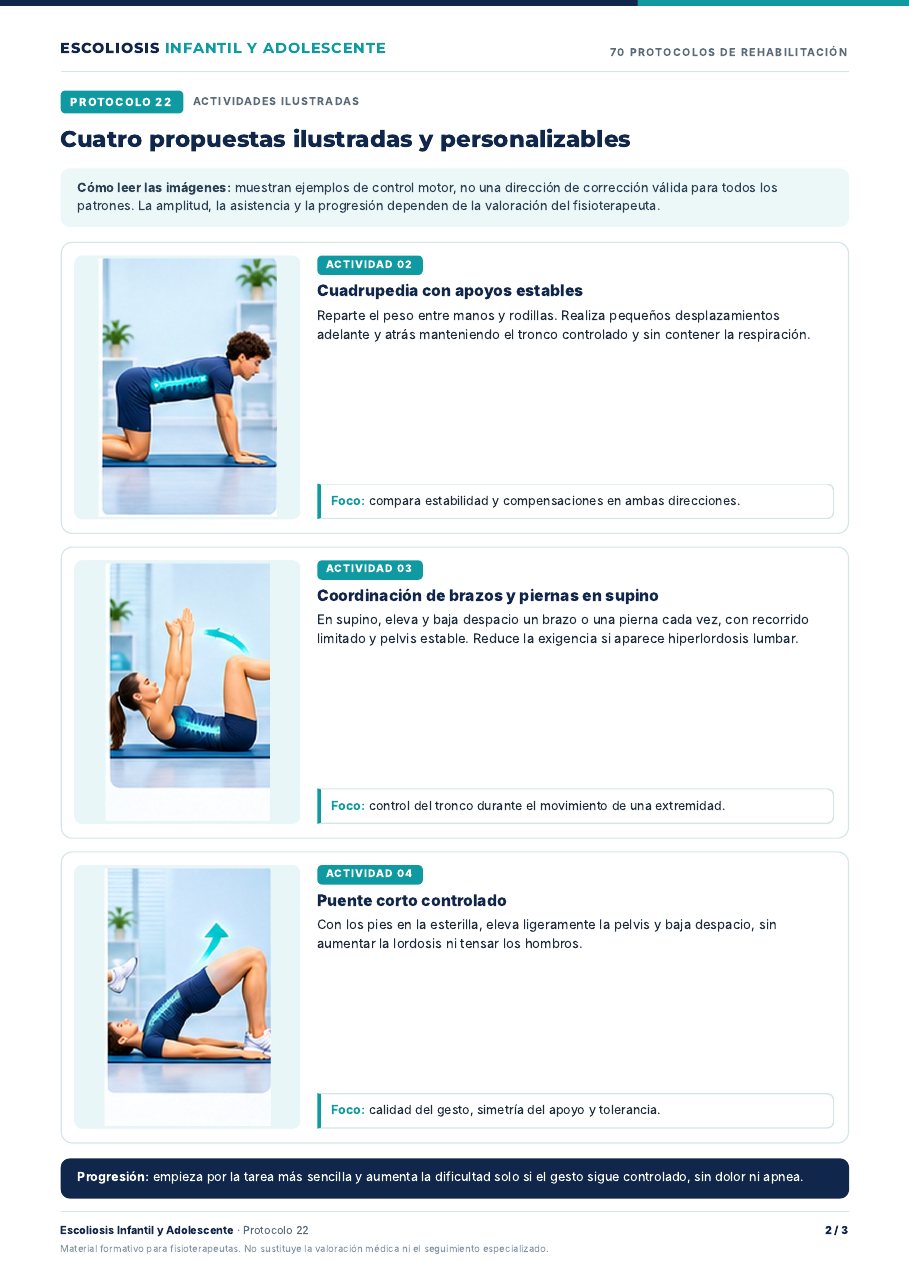 ESCOLIOSIS INFANTIL Y ADOLESCENTE
70 PROTOCOLOS DE REHABILITACIÓN
PROTOCOLO 22
ACTIVIDADES ILUSTRADAS
Cuatro propuestas ilustradas y personalizables
Cómo leer las imágenes: muestran ejemplos de control motor, no una dirección de corrección válida para todos los
patrones. La amplitud, la asistencia y la progresión dependen de la valoración del fisioterapeuta.
ACTIVIDAD 02
Cuadrupedia con apoyos estables
Reparte el peso entre manos y rodillas. Realiza pequeños desplazamientos
adelante y atrás manteniendo el tronco controlado y sin contener la respiración.
Foco: compara estabilidad y compensaciones en ambas direcciones.
ACTIVIDAD 03
Coordinación de brazos y piernas en supino
En supino, eleva y baja despacio un brazo o una pierna cada vez, con recorrido
limitado y pelvis estable. Reduce la exigencia si aparece hiperlordosis lumbar.
Foco: control del tronco durante el movimiento de una extremidad.
ACTIVIDAD 04
Puente corto controlado
Con los pies en la esterilla, eleva ligeramente la pelvis y baja despacio, sin
aumentar la lordosis ni tensar los hombros.
Foco: calidad del gesto, simetría del apoyo y tolerancia.
Progresión: empieza por la tarea más sencilla y aumenta la dificultad solo si el gesto sigue controlado, sin dolor ni apnea.
Escoliosis Infantil y Adolescente · Protocolo 22
2 / 3
Material formativo para fisioterapeutas. No sustituye la valoración médica ni el seguimiento especializado.